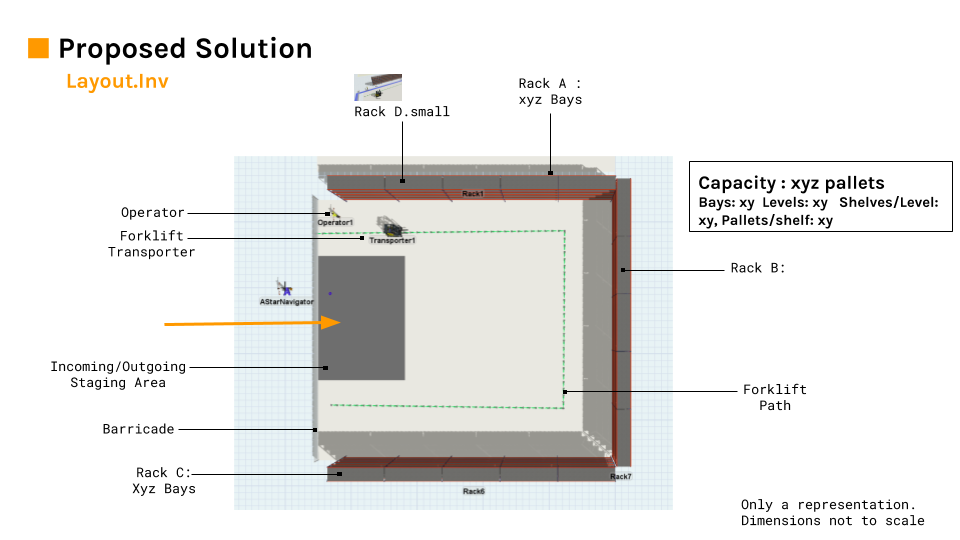 Proposed Solution
Layout.Inv
Rack D.small
Rack A :
xyz Bays
Rack1
Capacity : xyz pallets
Bays: xy  Levels: xy   Shelves/Level:
xy, Pallets/shelf: xy
Operator
Operator1
Forklift
Transporter
Transporter1
Rack B:
AStarNavigator
Incoming/Outgoing
Staging Area
Forklift
Path
Barricade
Rack C:
Xyz Bays
Rack7
Rack6
Only a representation.
Dimensions not to scale